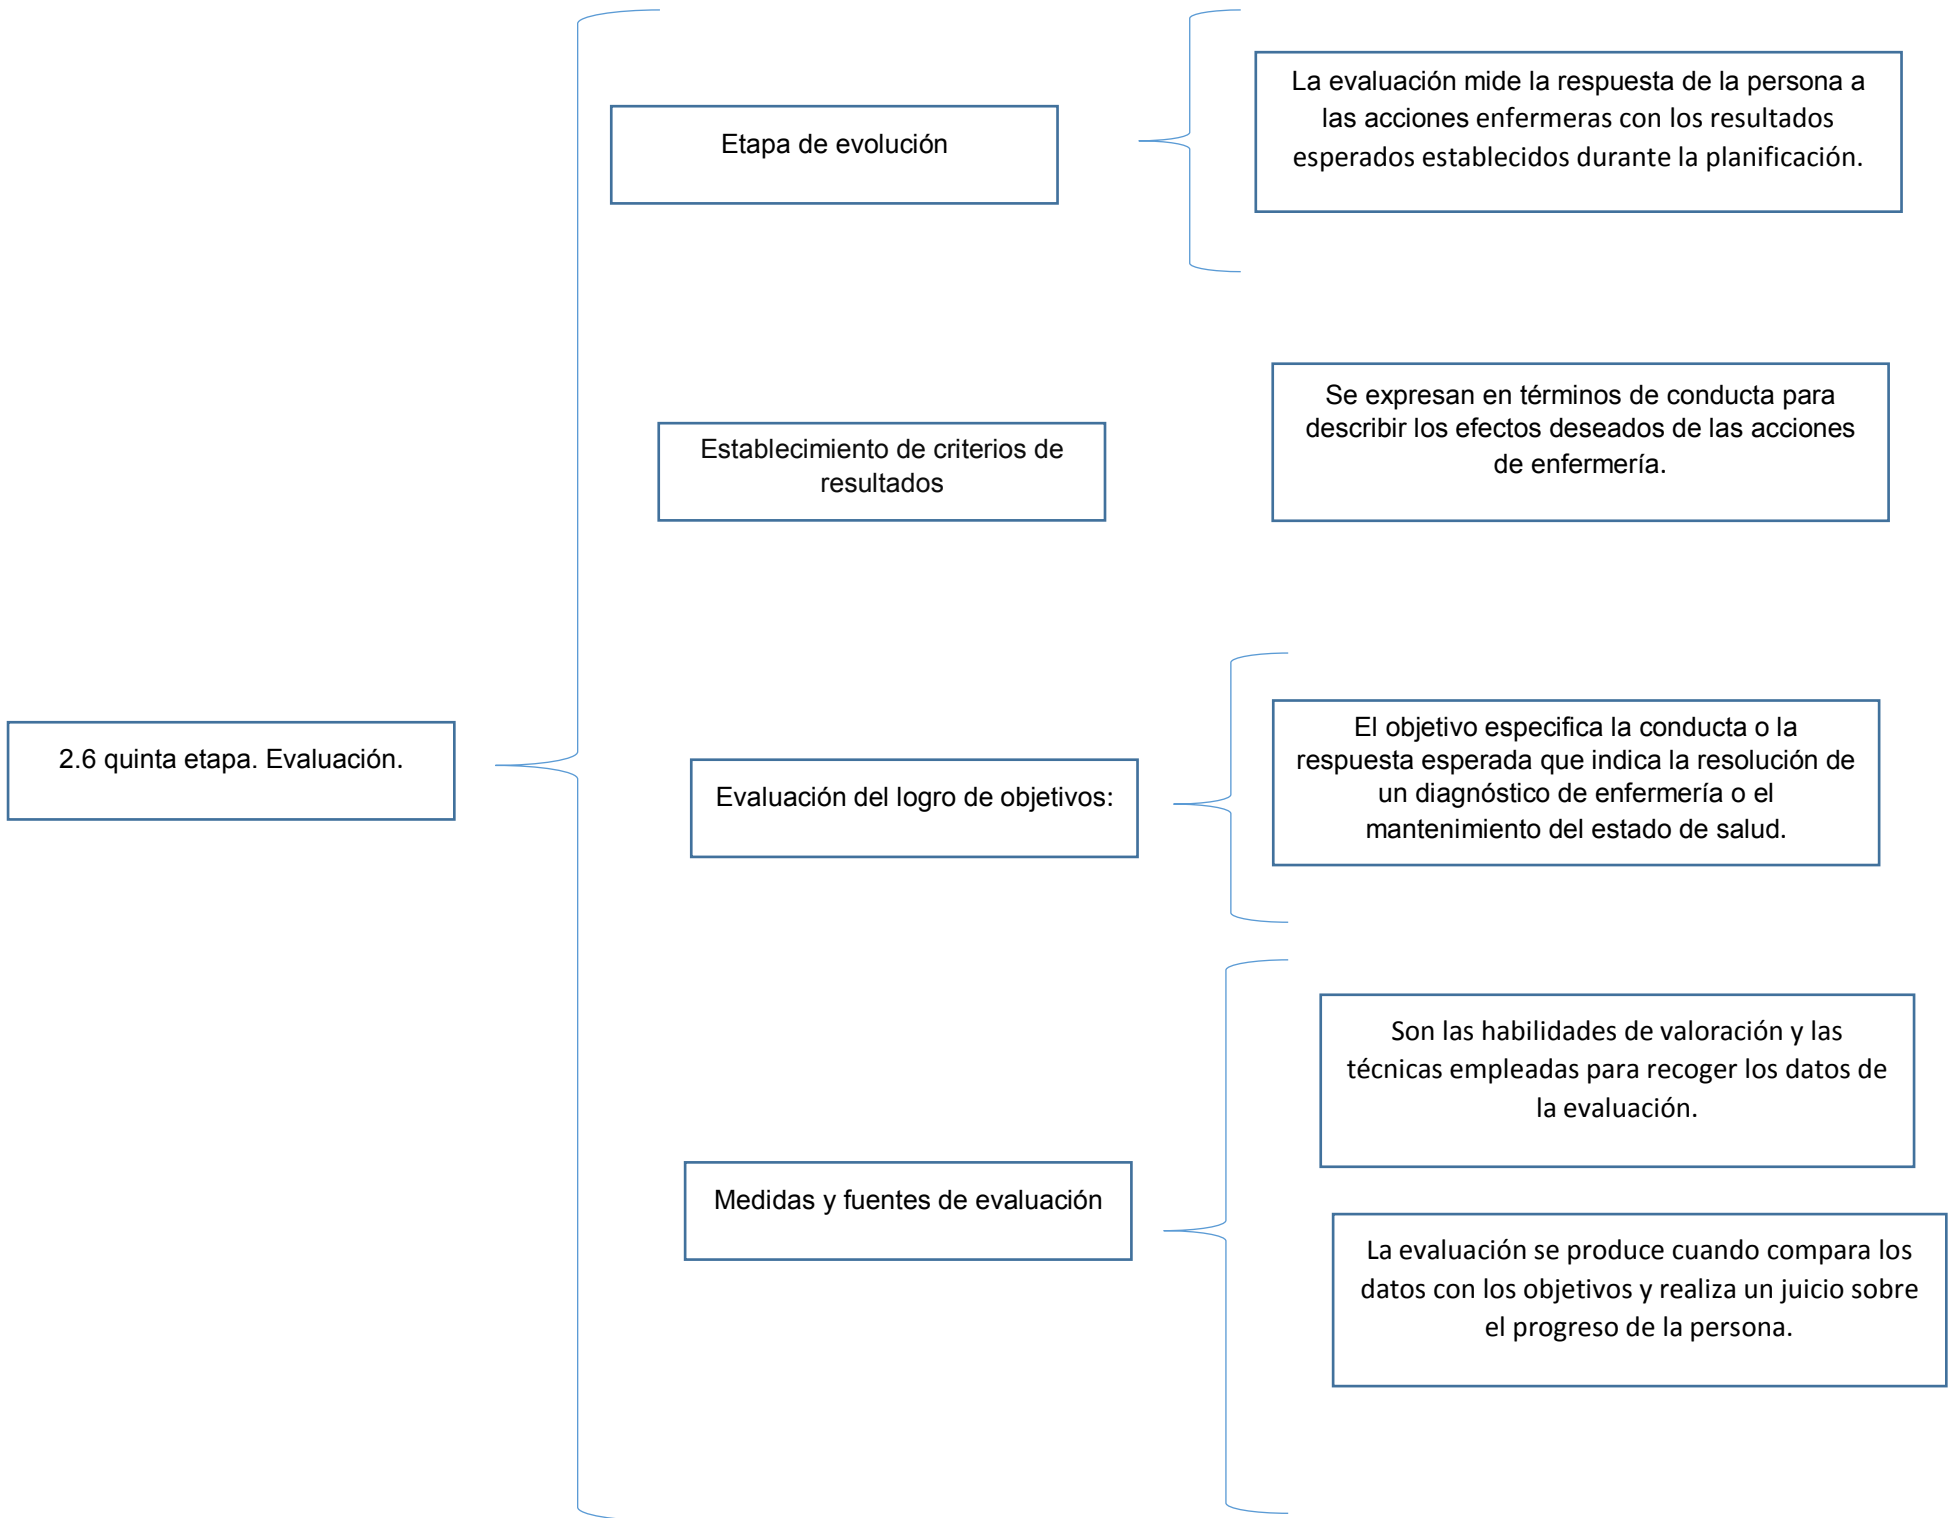 2.6 quinta etapa. Evaluación.
Etapa de evolución
La evaluación mide la respuesta de la persona a
las acciones enfermeras con los resultados
esperados establecidos durante la planificación.
Establecimiento de criterios de
resultados
Se expresan en términos de conducta para
describir los efectos deseados de las acciones
de enfermería.
Evaluación del logro de objetivos:
El objetivo especifica la conducta o la
respuesta esperada que indica la resolución de
un diagnóstico de enfermería o el
mantenimiento del estado de salud.
Medidas y fuentes de evaluación
Son las habilidades de valoración y las
técnicas empleadas para recoger los datos de
la evaluación.
La evaluación se produce cuando compara los
datos con los objetivos y realiza un juicio sobre
el progreso de la persona.